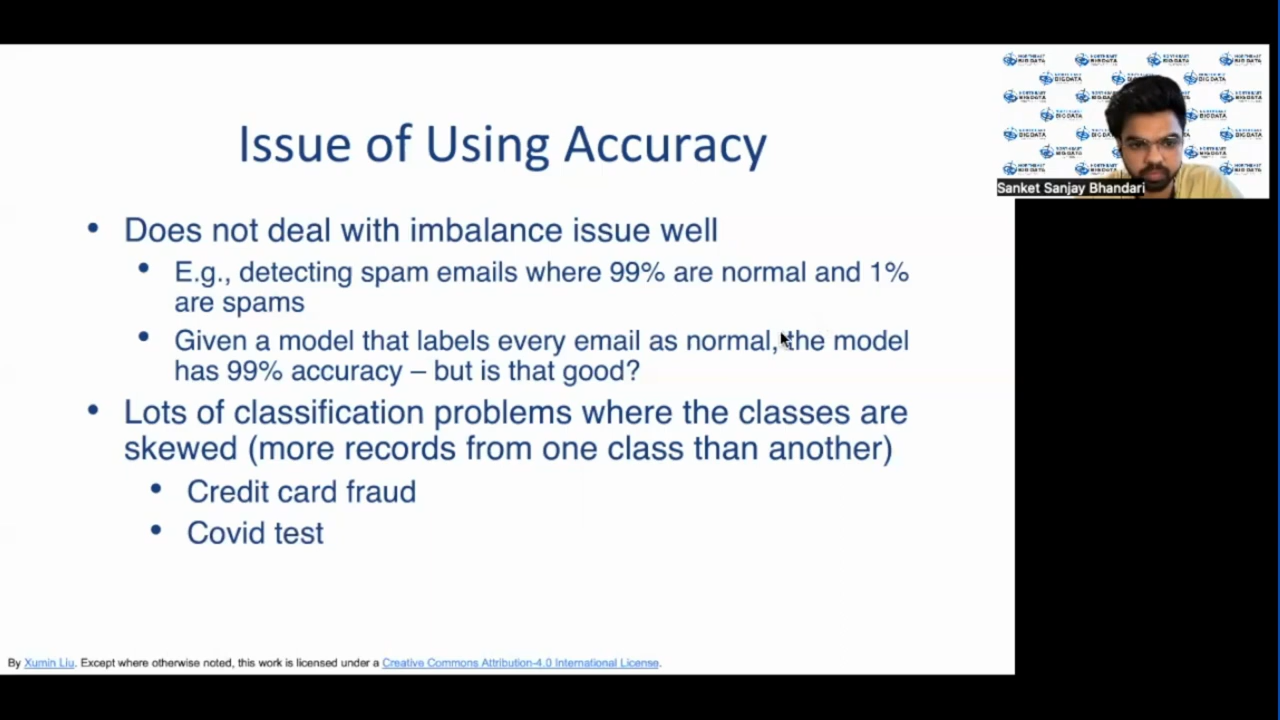 Issue of Using Accuracy
• Does not deal with imbalance issue well
• E.g., detecting spam emails where 99% are normal and 1%
are spams
• Given a model that labels every email as normal, the model
has 99% accuracy – but is that good?
• Lots of classification problems where the classes are
skewed (more records from one class than another)
• Credit card fraud
• Covid test
By Xumin Liu. Except where otherwise noted, this work is licensed under a Creative Commons Attribution-4.0 International License.
Sanket Sanjay Bhandari